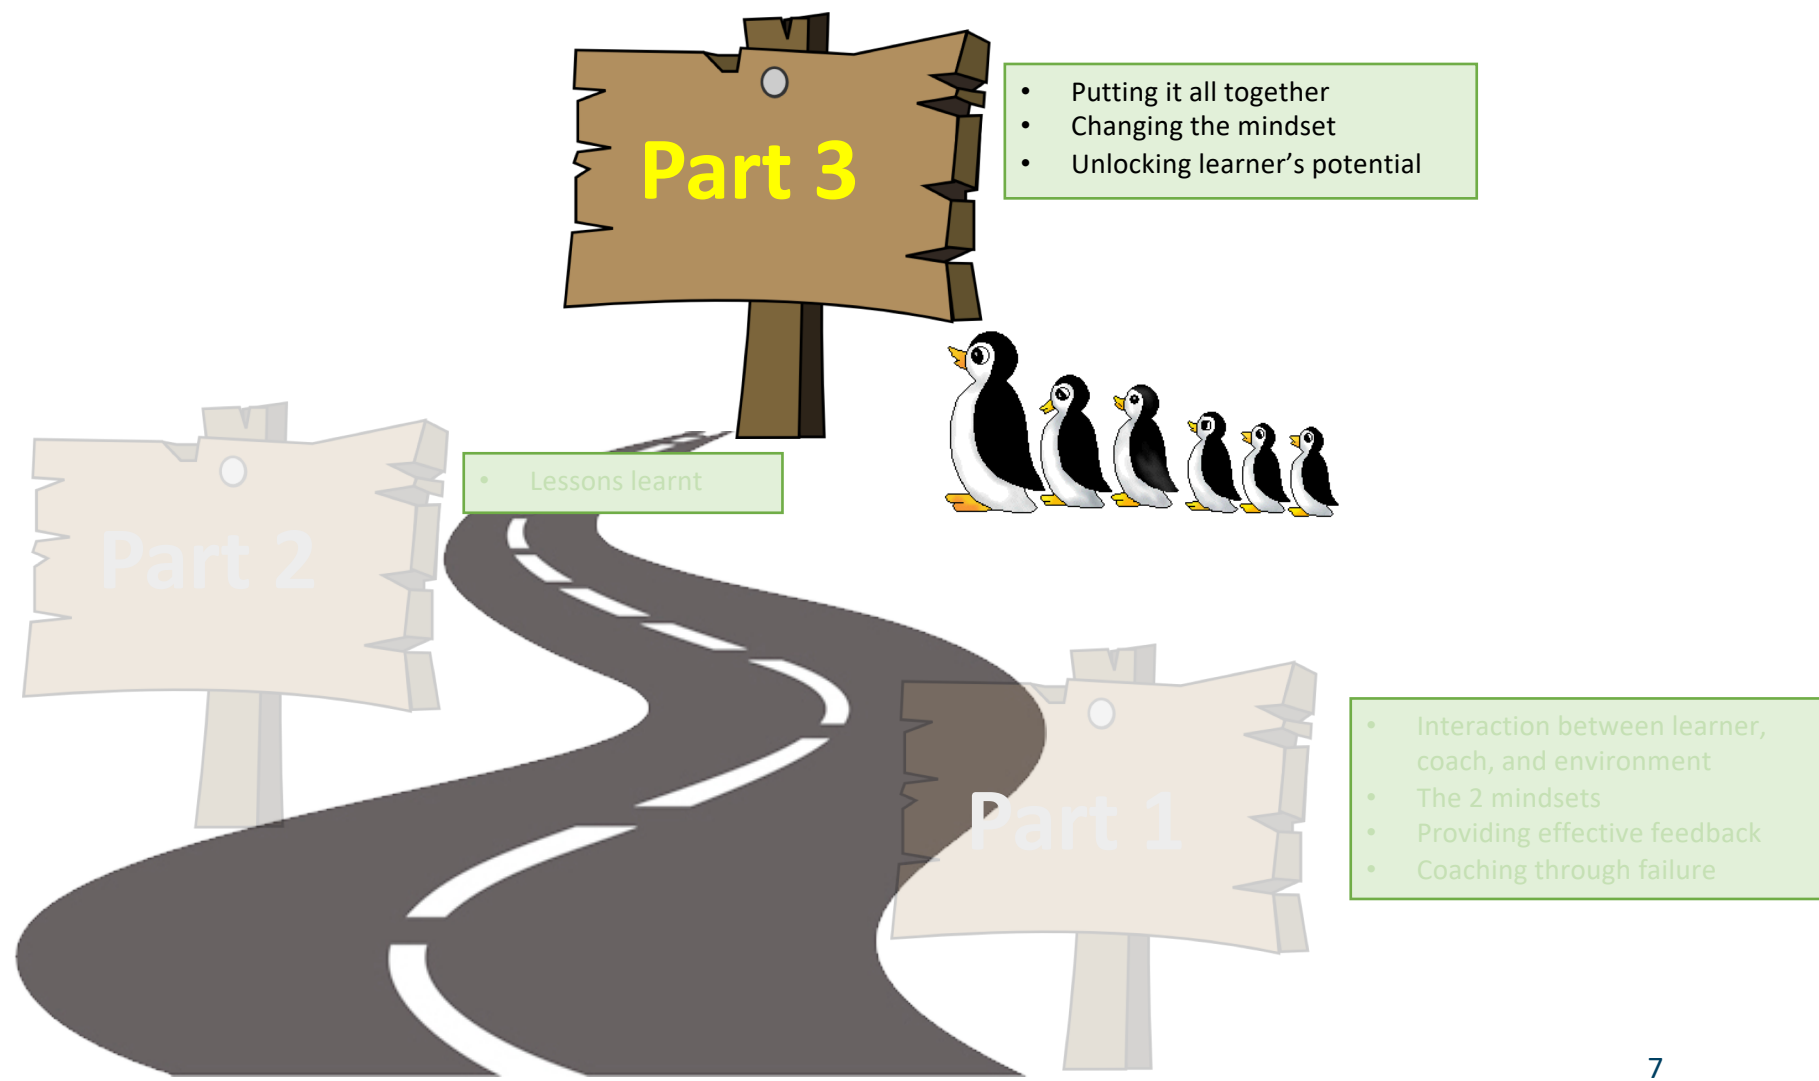 Part 3
• Putting it all together
• Changing the mindset
• Unlocking learner’s potential
Part 2
• Lessons learnt
Part 1
• Interaction between learner,
coach, and environment
• The 2 mindsets
• Providing effective feedback
• Coaching through failure
7